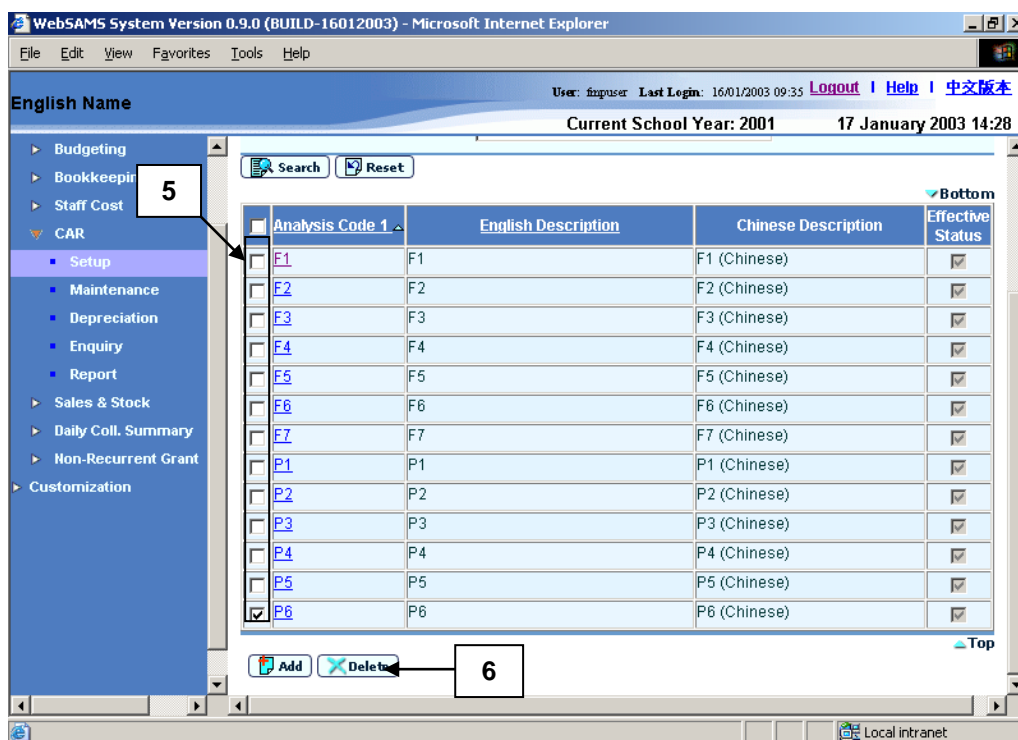 WebSAMS System Version 0.9.0 (BUILD-16012003) - Microsoft Internet Explorer
File Edit View Favorites Tools Help
User: fmpuser Last Login: 16/01/2003 09:35 Logout | Help | 中文版本
English Name
Current School Year: 2001 17 January 2003 14:28
Budgeting
Bookkeepin
Staff Cost
CAR
Setup
Maintenance
Depreciation
Enquiry
Report
Sales & Stock
Daily Coll. Summary
Non-Recurrent Grant
Customization
5
Search Reset
Bottom
Analysis Code 1 English Description Chinese Description Effective Status
F1 F1 F1 (Chinese)
F2 F2 F2 (Chinese)
F3 F3 F3 (Chinese)
F4 F4 F4 (Chinese)
F5 F5 F5 (Chinese)
F6 F6 F6 (Chinese)
F7 F7 F7 (Chinese)
P1 P1 P1 (Chinese)
P2 P2 P2 (Chinese)
P3 P3 P3 (Chinese)
P4 P4 P4 (Chinese)
P5 P5 P5 (Chinese)
P6 P6 P6 (Chinese)
Top
Add Delete
6
Local intranet